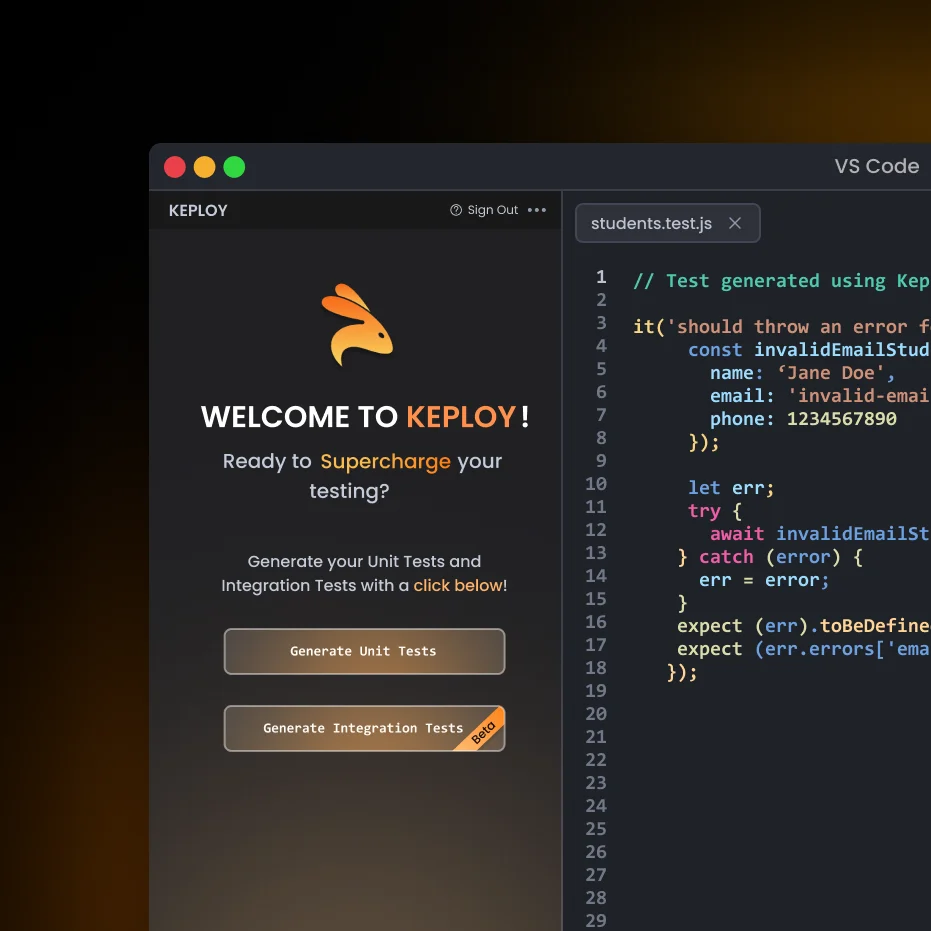 VS Code
KEPLOY
Sign Out
students.test.js
WELCOME TO KEPLOY!
Ready to Supercharge your
testing?
Generate your Unit Tests and
Integration Tests with a click below!
Generate Unit Tests
Generate Integration Tests
Beta
1 // Test generated using Kep
2
3 it('should throw an error f
4 const invalidEmailStud
5 name: ‘Jane Doe',
6 email: 'invalid-emai
7 phone: 1234567890
8 });
9
10 let err;
11 try {
12 await invalidEmailSt
13 } catch (error) {
14 err = error;
15 }
16 expect (err).toBeDefine
17 expect (err.errors['ema
18 });
19
20
21
22
23
24
25
26
27
28
29